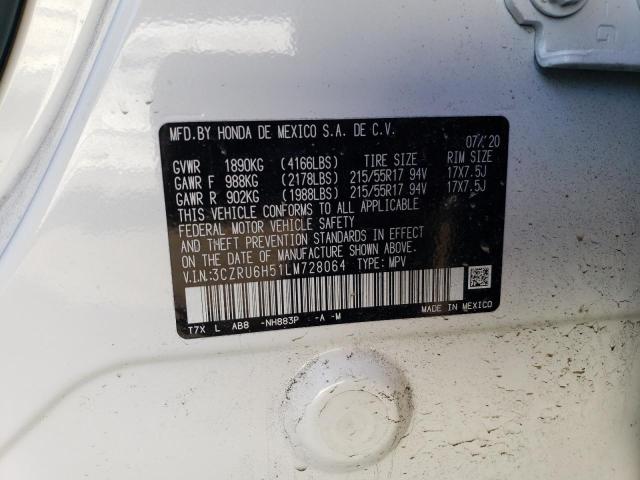 MFD.BY HONDA DE MEXICO S.A. DE C.V.
07/'20
GVWR 1890KG (4166LBS) TIRE SIZE RIM SIZE
GAWR F 988KG (2178LBS) 215/55R17 94V 17X7.5J
GAWR R 902KG (1988LBS) 215/55R17 94V 17X7.5J
THIS VEHICLE CONFORMS TO ALL APPLICABLE
FEDERAL MOTOR VEHICLE SAFETY
AND THEFT PREVENTION STANDARDS IN EFFECT
ON THE DATE OF MANUFACTURE SHOWN ABOVE.
V.I.N:3CZRU6H51LM728064 TYPE: MPV
T7X L AB8 -NH883P -A -M
MADE IN MEXICO